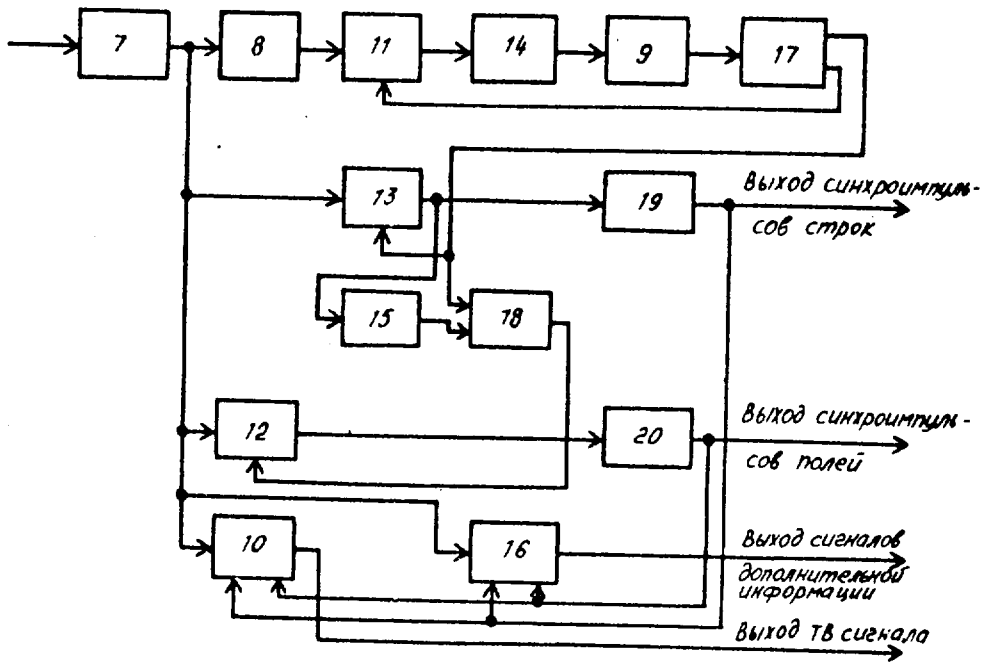 7 8 11 14 9 17
13 19 Выход синхроимпуль-
сов строк
15 18
12 20 Выход синхроимпуль-
сов полей
10 16 Выход сигналов
дополнительной
информации
Выход ТВ сигнала